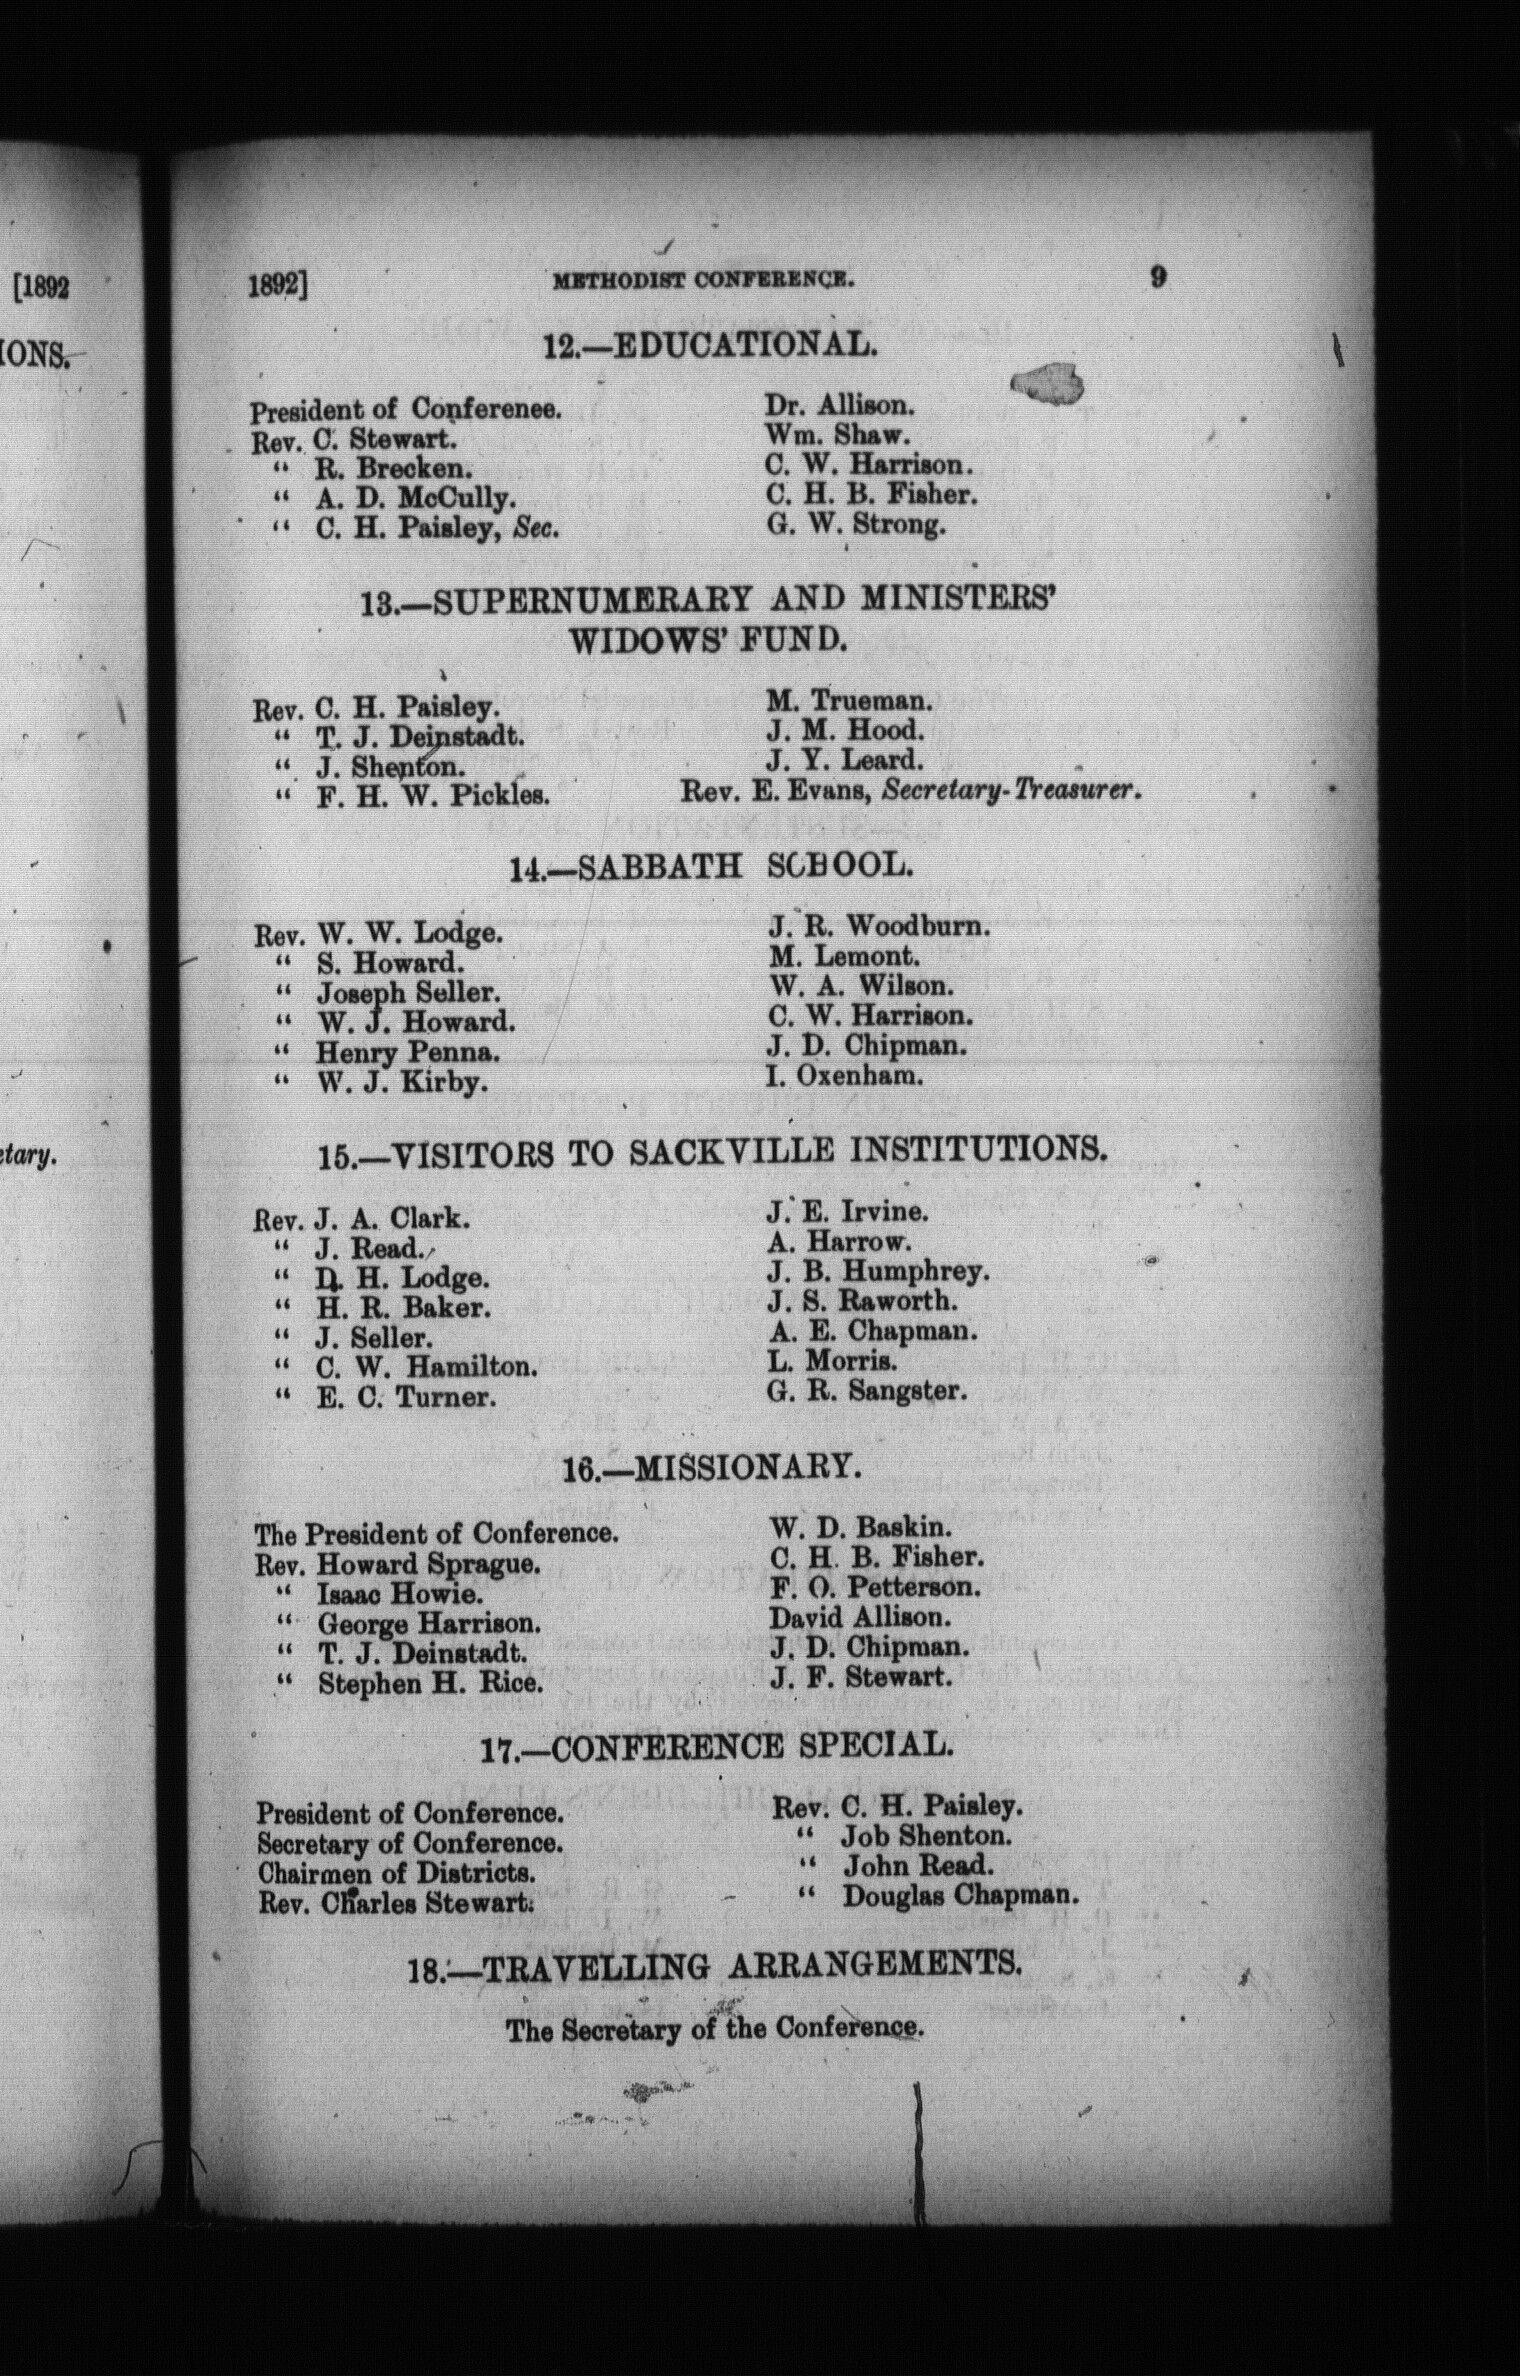 [1892
IONS.
etary.
1892] METHODIST CONFERENCE. 9
12.—EDUCATIONAL.
President of Conferenee. Dr. Allison.
Rev. C. Stewart. Wm. Shaw.
“ R. Brecken. C. W. Harrison.
“ A. D. McCully. C. H. B. Fisher.
“ C. H. Paisley, Sec. G. W. Strong.
13.—SUPERNUMERARY AND MINISTERS’
WIDOWS’ FUND.
Rev. C. H. Paisley. M. Trueman.
“ T. J. Deinstadt. J. M. Hood.
“ J. Shenton. J. Y. Leard.
“ F. H. W. Pickles. Rev. E. Evans, Secretary-Treasurer.
14.—SABBATH SCHOOL.
Rev. W. W. Lodge. J. R. Woodburn.
“ S. Howard. M. Lemont.
“ Joseph Seller. W. A. Wilson.
“ W. J. Howard. C. W. Harrison.
“ Henry Penna. J. D. Chipman.
“ W. J. Kirby. I. Oxenham.
15.—VISITORS TO SACKVILLE INSTITUTIONS.
Rev. J. A. Clark. J. E. Irvine.
“ J. Read. A. Harrow.
“ D. H. Lodge. J. B. Humphrey.
“ H. R. Baker. J. S. Raworth.
“ J. Seller. A. E. Chapman.
“ C. W. Hamilton. L. Morris.
“ E. C. Turner. G. R. Sangster.
16.—MISSIONARY.
The President of Conference. W. D. Baskin.
Rev. Howard Sprague. C. H. B. Fisher.
“ Isaac Howie. F. O. Petterson.
“ George Harrison. David Allison.
“ T. J. Deinstadt. J. D. Chipman.
“ Stephen H. Rice. J. F. Stewart.
17.—CONFERENCE SPECIAL.
President of Conference. Rev. C. H. Paisley.
Secretary of Conference. “ Job Shenton.
Chairmen of Districts. “ John Read.
Rev. Charles Stewart. “ Douglas Chapman.
18.—TRAVELLING ARRANGEMENTS.
The Secretary of the Conference.